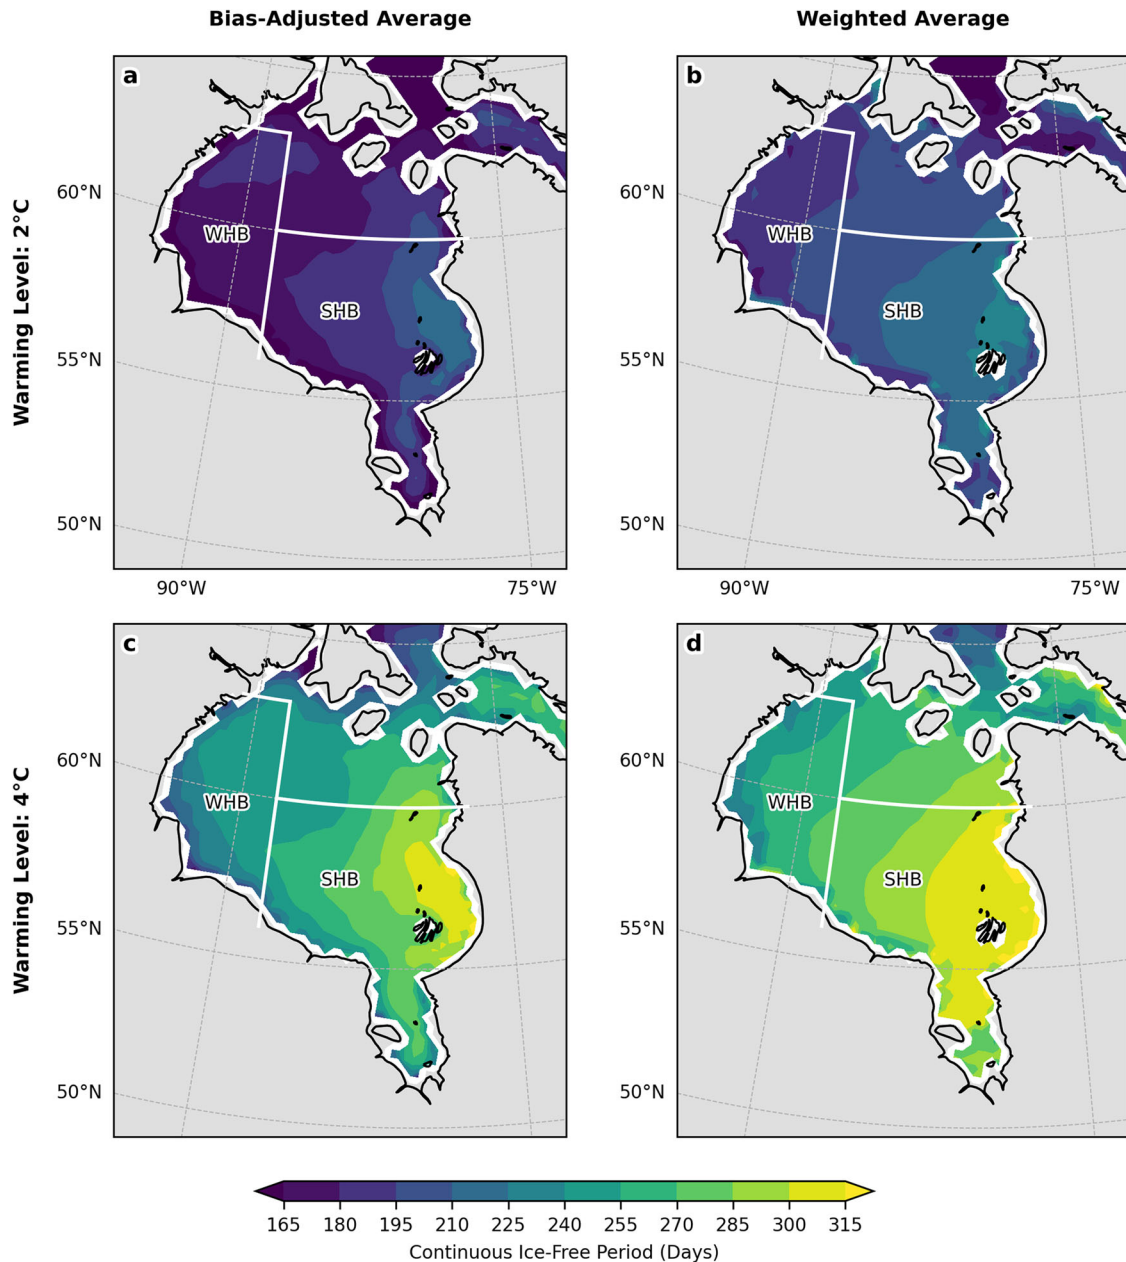 Bias-Adjusted Average
Weighted Average
Warming Level: 2°C
a
60°N
55°N
50°N
WHB
SHB
90°W
75°W
b
60°N
55°N
50°N
WHB
SHB
90°W
75°W
Warming Level: 4°C
c
60°N
55°N
50°N
WHB
SHB
d
60°N
55°N
50°N
WHB
SHB
165 180 195 210 225 240 255 270 285 300 315
Continuous Ice-Free Period (Days)